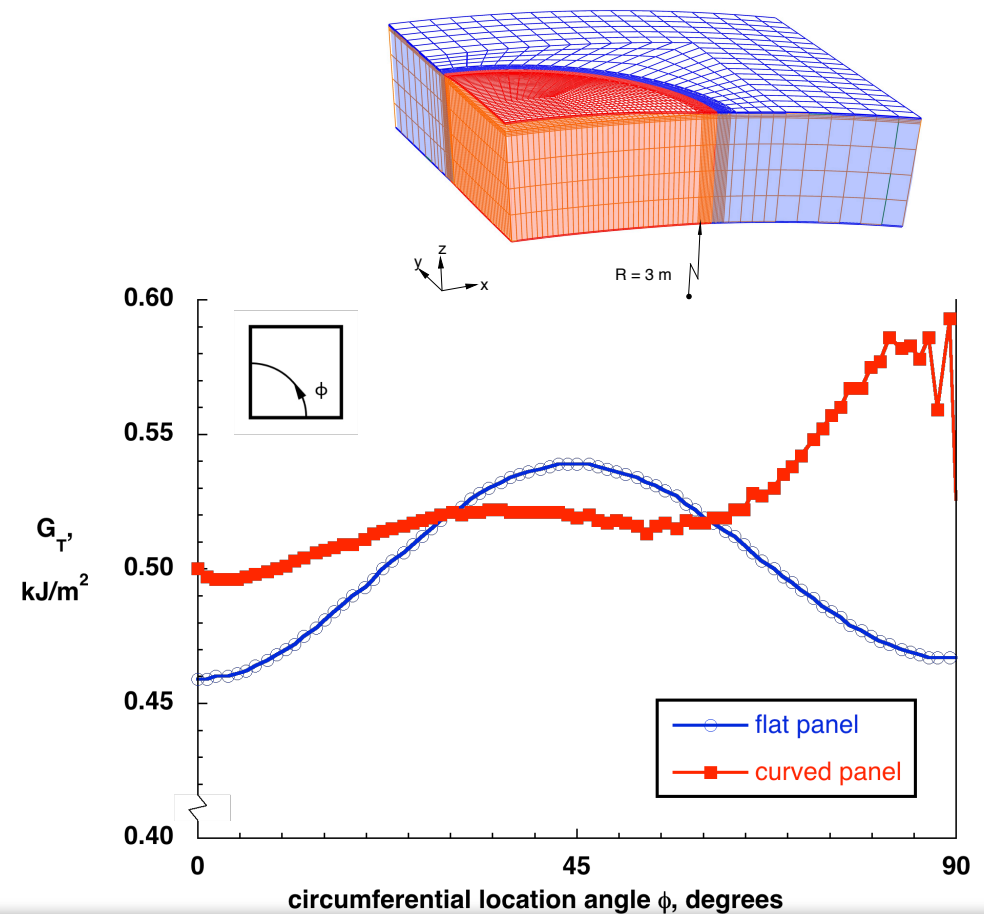 z
y
x
R = 3 m
0.60
0.55
0.50
0.45
0.40
ϕ
G_T,
kJ/m²
flat panel
curved panel
0 45 90
circumferential location angle ϕ, degrees